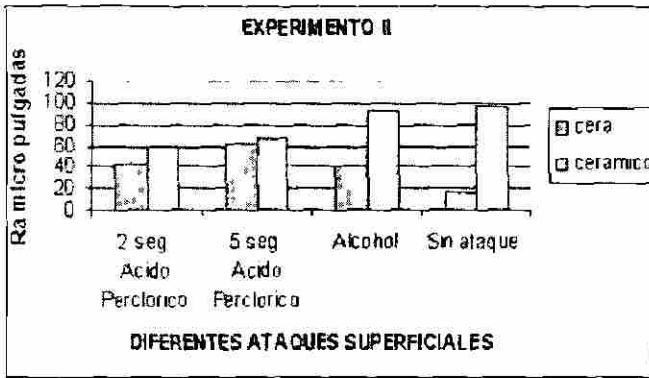 EXPERIMENTO II
Ra micro pulgadas
120
100
80
60
40
20
0
cera
ceramico
2 seg Acido Perclorico
5 seg Acido Perclorico
Alcohol
Sin ataque
DIFERENTES ATAQUES SUPERFICIALES